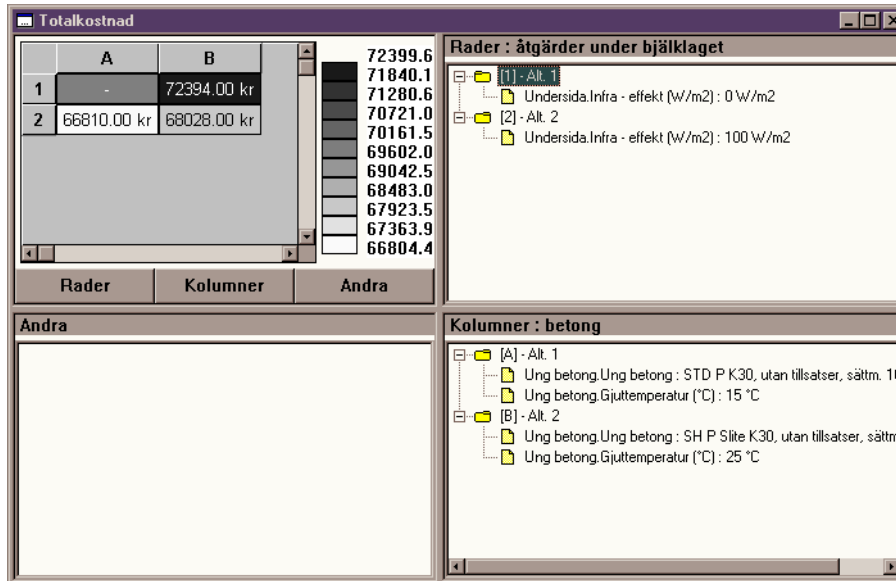 Totalkostnad
A B
1 - 72394.00 kr
2 66810.00 kr 68028.00 kr
72399.6
71840.1
71280.6
70721.0
70161.5
69602.0
69042.5
68483.0
67923.5
67363.9
66804.4
Rader Kolumner Andra
Rader : åtgärder under bjälklaget
[1] - Alt. 1
Undersida.Infra - effekt (W/m2) : 0 W/m2
[2] - Alt. 2
Undersida.Infra - effekt (W/m2) : 100 W/m2
Andra
Kolumner : betong
[A] - Alt. 1
Ung betong.Ung betong : STD P K30, utan tillsatser, sättm.
Ung betong.Gjuttemperatur (°C) : 15 °C
[B] - Alt. 2
Ung betong.Ung betong : SH P Slite K30, utan tillsatser,
Ung betong.Gjuttemperatur (°C) : 25 °C